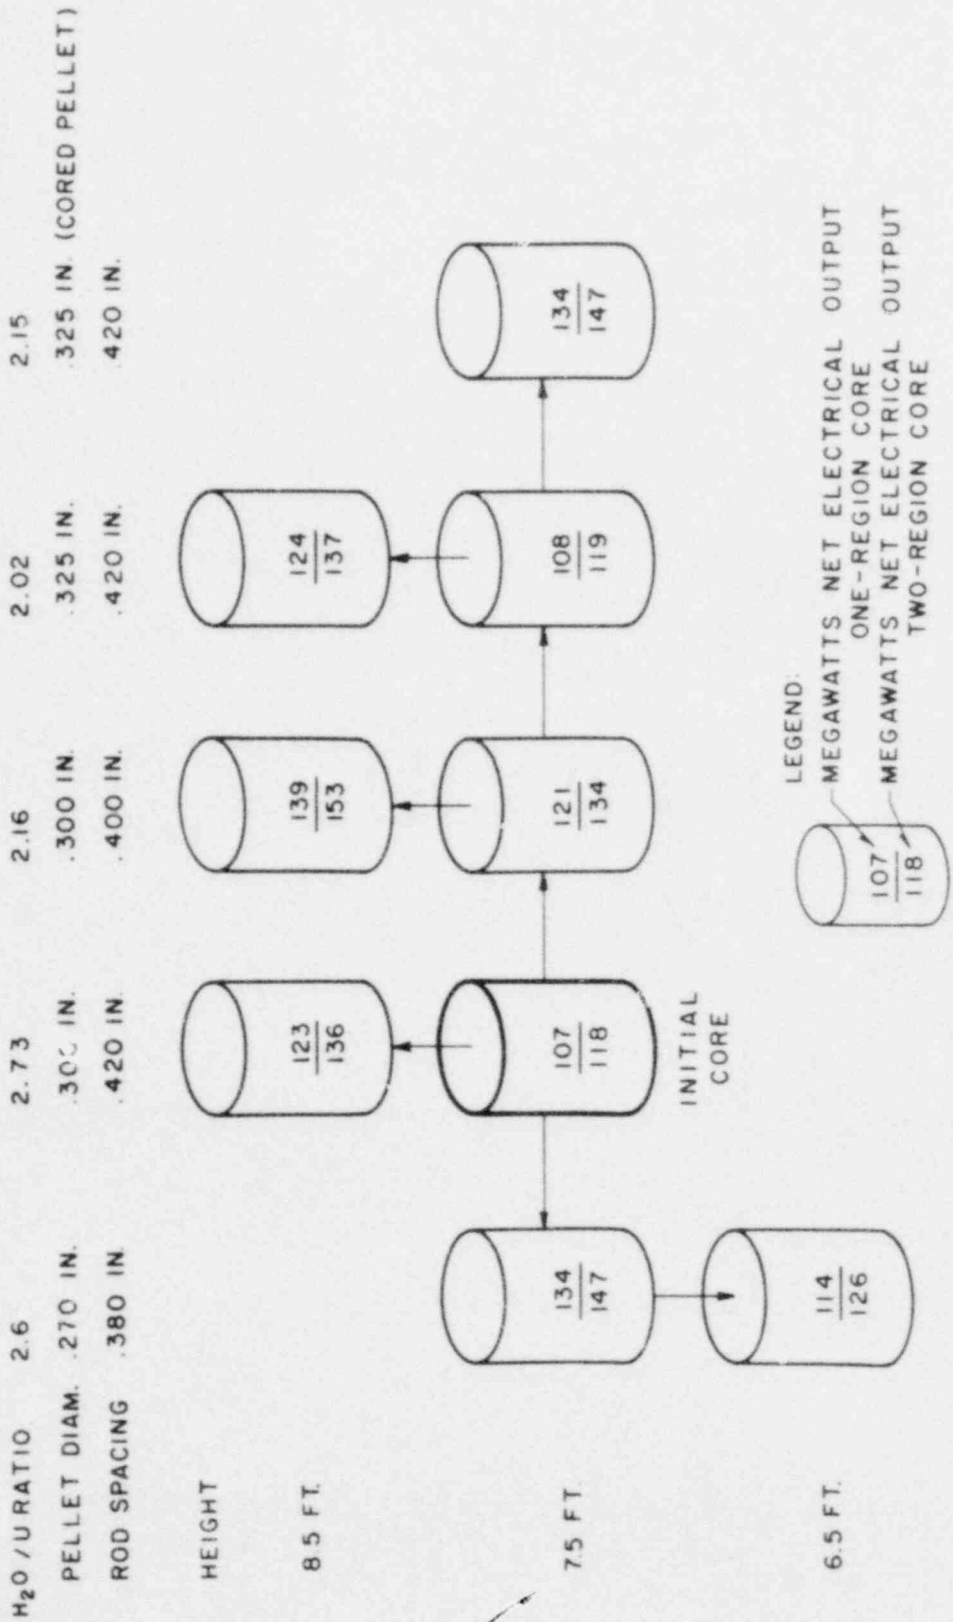 H2O/U RATIO 2.6 2.73 2.16 2.02 2.15
PELLET DIAM. .270 IN. .300 IN. .300 IN. .325 IN. .325 IN. (CORED PELLET)
ROD SPACING .380 IN. .420 IN. .400 IN. .420 IN. .420 IN.
HEIGHT
8.5 FT.
123
136
139
153
124
137
7.5 FT.
134
147
107
118
121
134
108
119
134
147
INITIAL
CORE
6.5 FT.
114
126
LEGEND:
107
118
MEGAWATTS NET ELECTRICAL OUTPUT
ONE-REGION CORE
MEGAWATTS NET ELECTRICAL OUTPUT
TWO-REGION CORE